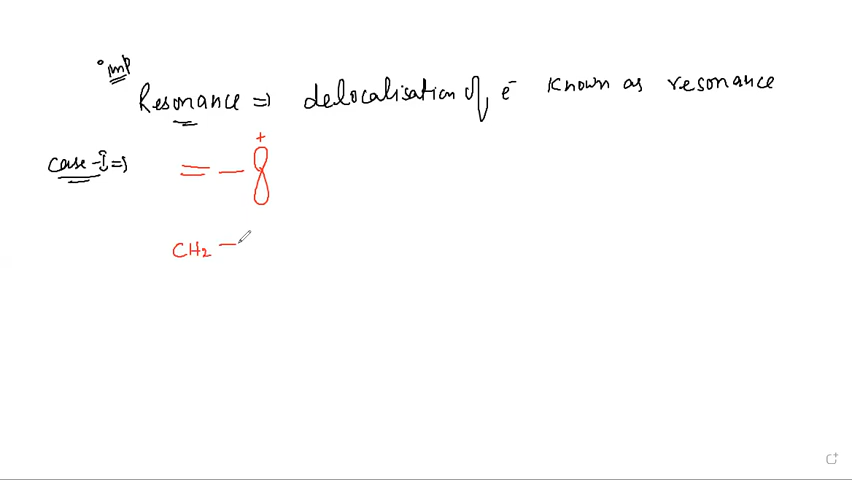 imp
Resonance ⇒ delocalisation of e⁻ known as resonance
case-I ⇒ = - +
CH2 -